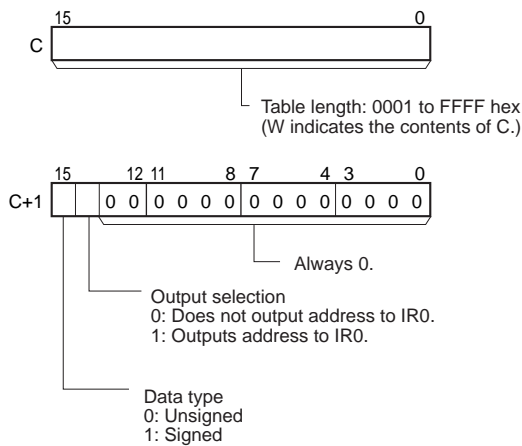 15 0
C
Table length: 0001 to FFFF hex
(W indicates the contents of C.)
15 12 11 8 7 4 3 0
C+1 0 0 0 0 0 0 0 0 0 0 0 0 0 0
Always 0.
Output selection
0: Does not output address to IR0.
1: Outputs address to IR0.
Data type
0: Unsigned
1: Signed